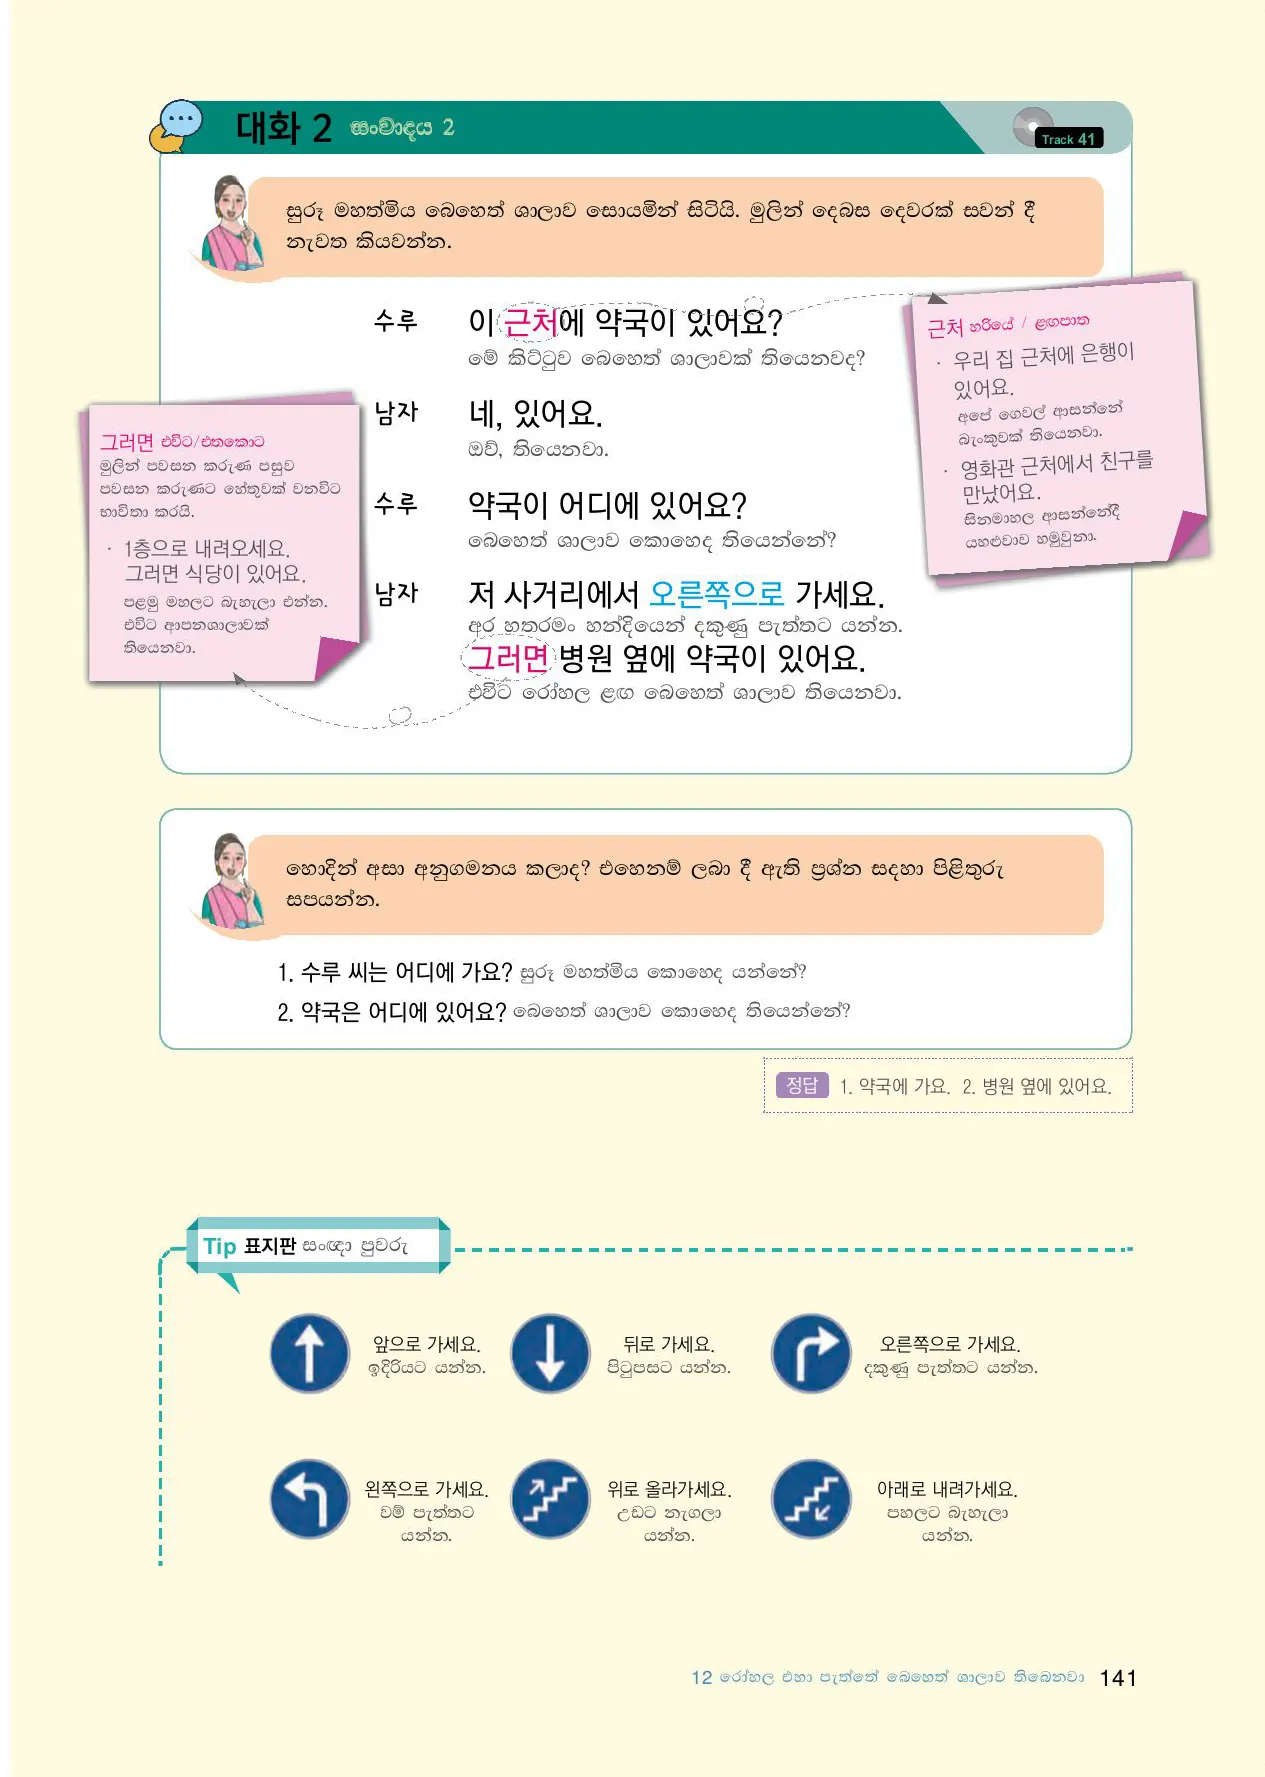 대화 2 සංවාදය 2
Track 41
සුරූ මහත්මිය බෙහෙත් ශාලාව සොයමින් සිටියි. මුලින් දෙබස දෙවරක් සවන් දී
නැවත කියවන්න.
수루 이 근처에 약국이 있어요?
මේ කිට්ටුව බෙහෙත් ශාලාවක් තියෙනවද?
남자 네, 있어요.
ඔව්, තියෙනවා.
수루 약국이 어디에 있어요?
බෙහෙත් ශාලාව කොහෙද තියෙන්නේ?
남자 저 사거리에서 오른쪽으로 가세요.
අර හතරමං හන්දියෙන් දකුණු පැත්තට යන්න.
그러면 병원 옆에 약국이 있어요.
එවිට රෝහල ළඟ බෙහෙත් ශාලාව තියෙනවා.
근처 හරියේ / ළඟපාත
· 우리 집 근처에 은행이
있어요.
අපේ ගෙවල් ආසන්නේ
බැංකුවක් තියෙනවා.
· 영화관 근처에서 친구를
만났어요.
සිනමාහල ආසන්නේදී
යහළුවාව හමුවුනා.
그러면 එවිට/එතකොට
මුලින් පවසන කරුණ පසුව
පවසන කරුණට හේතුවක් වනවිට
භාවිතා කරයි.
· 1층으로 내려오세요.
그러면 식당이 있어요.
පළමු මහලට බැහැලා එන්න.
එවිට ආපනශාලාවක්
තියෙනවා.
හොදින් අසා අනුගමනය කලාද? එහෙනම් ලබා දී ඇති ප්‍රශ්න සදහා පිළිතුරු
සපයන්න.
1. 수루 씨는 어디에 가요? සුරූ මහත්මිය කොහෙද යන්නේ?
2. 약국은 어디에 있어요? බෙහෙත් ශාලාව කොහෙද තියෙන්නේ?
정답 1. 약국에 가요. 2. 병원 옆에 있어요.
Tip 표지판 සංඥා පුවරු
앞으로 가세요.
ඉදිරියට යන්න.
뒤로 가세요.
පිටුපසට යන්න.
오른쪽으로 가세요.
දකුණු පැත්තට යන්න.
왼쪽으로 가세요.
වම් පැත්තට
යන්න.
위로 올라가세요.
උඩට නැගලා
යන්න.
아래로 내려가세요.
පහලට බැහැලා
යන්න.
12 රෝහල එහා පැත්තේ බෙහෙත් ශාලාව තිබෙනවා 141